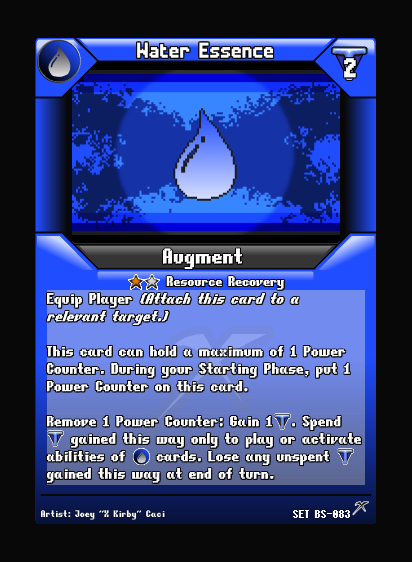 Water Essence
2
Augment
Resource Recovery
Equip Player (Attach this card to a
relevant target.)
This card can hold a maximum of 1 Power
Counter. During your Starting Phase, put 1
Power Counter on this card.
Remove 1 Power Counter: Gain 1. Spend
gained this way only to play or activate
abilities of cards. Lose any unspent
gained this way at end of turn.
Artist: Joey "X Kirby" Caci
SET BS-083